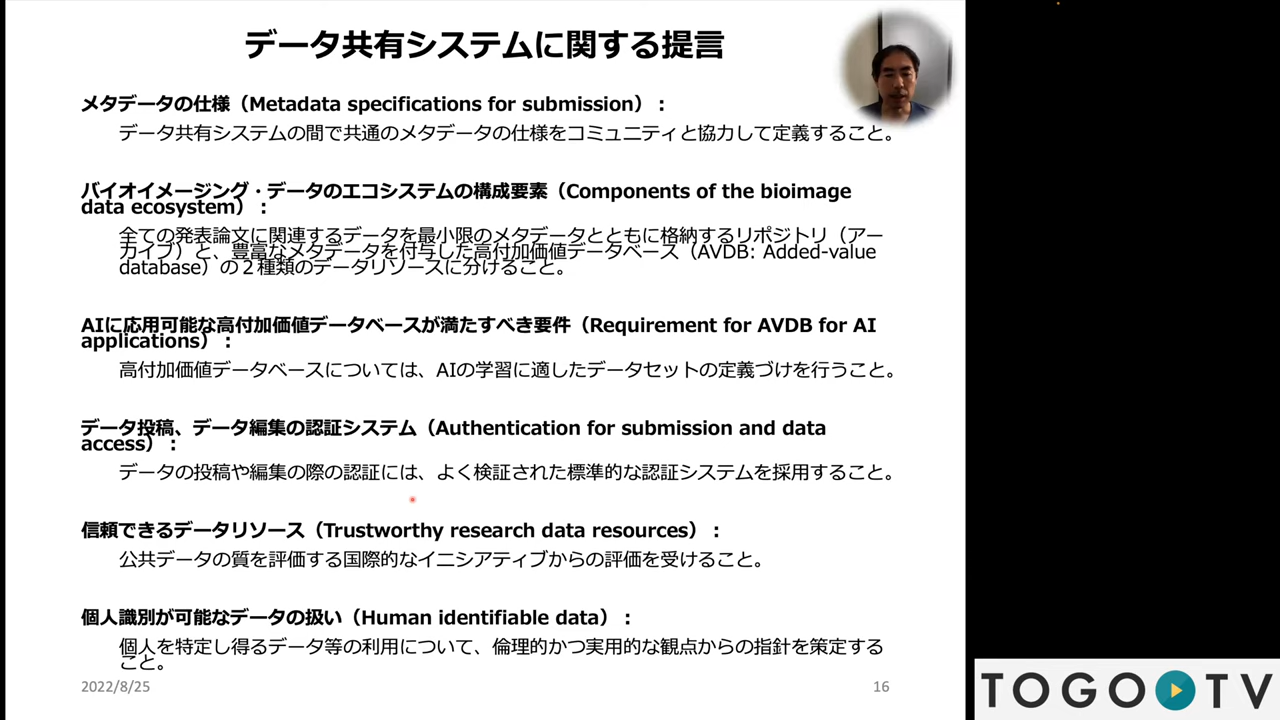 データ共有システムに関する提言
メタデータの仕様（Metadata specifications for submission）：
データ共有システムの間で共通のメタデータの仕様をコミュニティと協力して定義すること。
バイオイメージング・データのエコシステムの構成要素（Components of the bioimage
data ecosystem）：
全ての発表論文に関連するデータを最小限のメタデータとともに格納するリポジトリ（アー
カイブ）と、豊富なメタデータを付与した高付加価値データベース（AVDB: Added-value
database）の２種類のデータリソースに分けること。
AIに応用可能な高付加価値データベースが満たすべき要件（Requirement for AVDB for AI
applications）：
高付加価値データベースについては、AIの学習に適したデータセットの定義づけを行うこと。
データ投稿、データ編集の認証システム（Authentication for submission and data
access）：
データの投稿や編集の際の認証には、よく検証された標準的な認証システムを採用すること。
信頼できるデータリソース（Trustworthy research data resources）：
公共データの質を評価する国際的なイニシアティブからの評価を受けること。
個人識別が可能なデータの扱い（Human identifiable data）：
個人を特定し得るデータ等の利用について、倫理的かつ実用的な観点からの指針を策定する
こと。
2022/8/25
16
TOGO TV